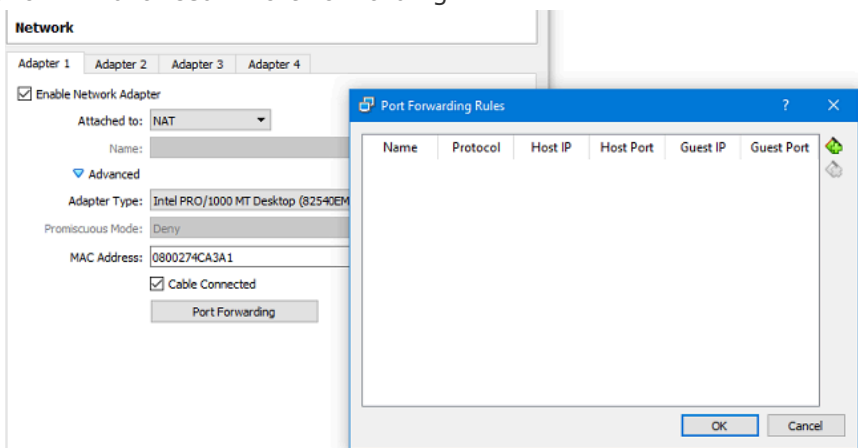 Network
Adapter 1 Adapter 2 Adapter 3 Adapter 4
Enable Network Adapter
Attached to: NAT
Name:
Advanced
Adapter Type: Intel PRO/1000 MT Desktop (82540EM
Promiscuous Mode: Deny
MAC Address: 0800274CA3A1
Cable Connected
Port Forwarding
Port Forwarding Rules ?
Name Protocol Host IP Host Port Guest IP Guest Port
OK Cancel